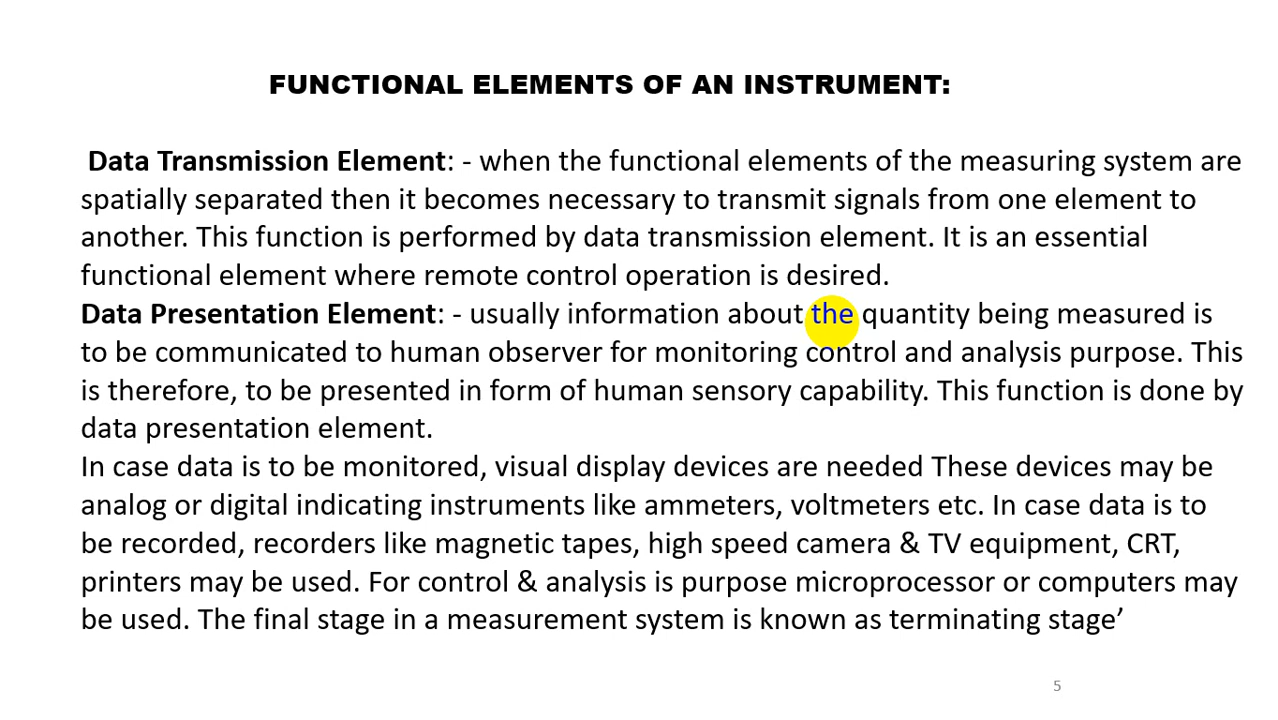 FUNCTIONAL ELEMENTS OF AN INSTRUMENT:
Data Transmission Element: - when the functional elements of the measuring system are
spatially separated then it becomes necessary to transmit signals from one element to
another. This function is performed by data transmission element. It is an essential
functional element where remote control operation is desired.
Data Presentation Element: - usually information about the quantity being measured is
to be communicated to human observer for monitoring control and analysis purpose. This
is therefore, to be presented in form of human sensory capability. This function is done by
data presentation element.
In case data is to be monitored, visual display devices are needed These devices may be
analog or digital indicating instruments like ammeters, voltmeters etc. In case data is to
be recorded, recorders like magnetic tapes, high speed camera & TV equipment, CRT,
printers may be used. For control & analysis is purpose microprocessor or computers may
be used. The final stage in a measurement system is known as terminating stage’
5